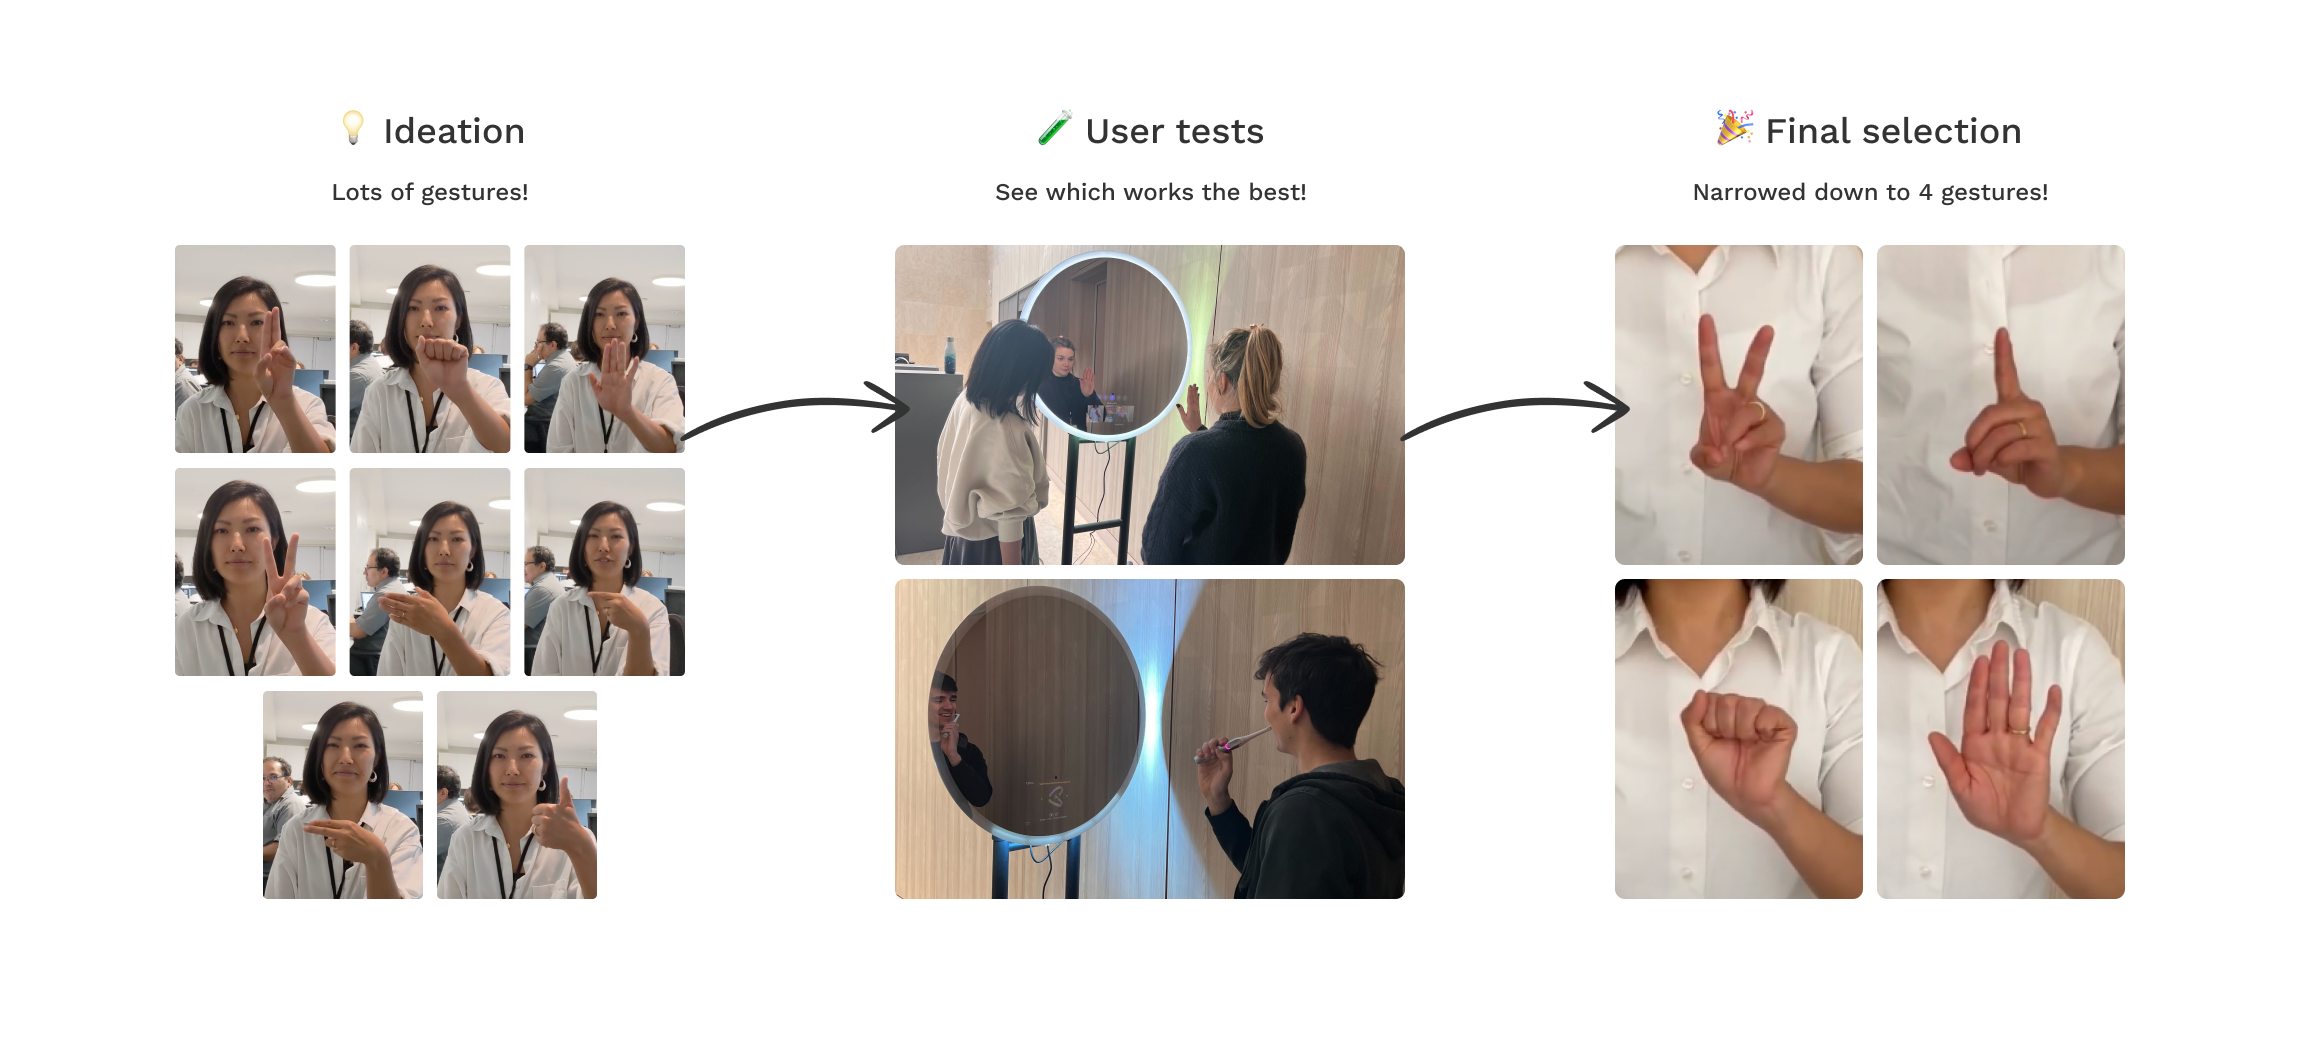 💡 Ideation
Lots of gestures!
🧪 User tests
See which works the best!
🎉 Final selection
Narrowed down to 4 gestures!